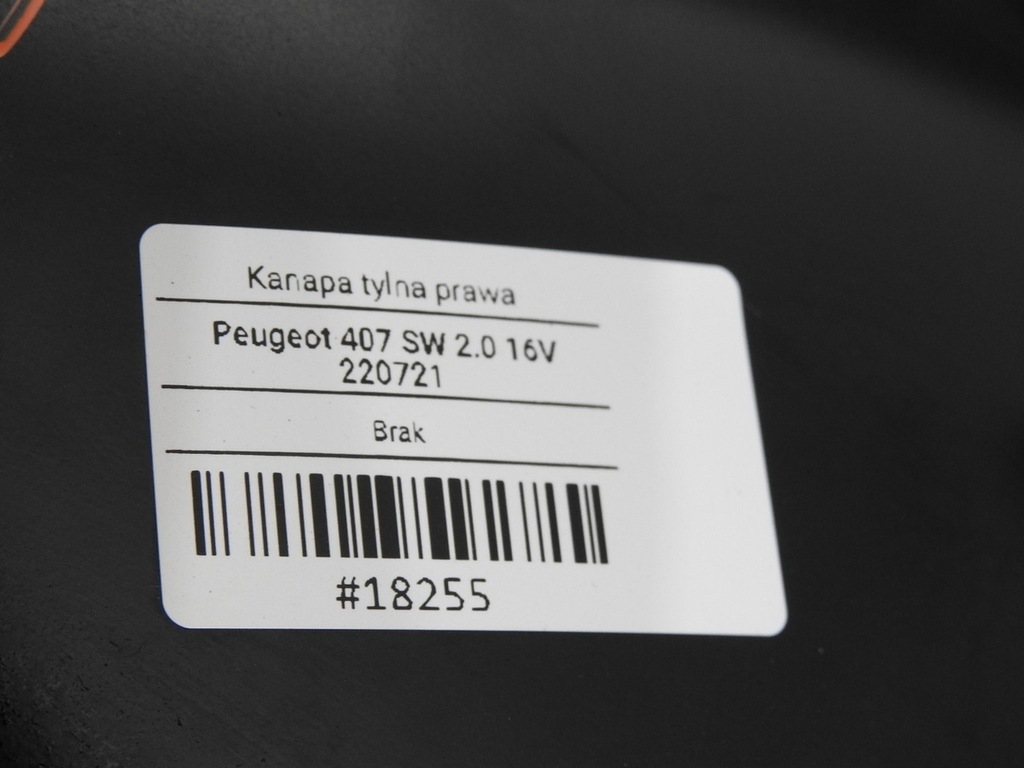 Kanapa tylna prawa
Peugeot 407 SW 2.0 16V
220721
Brak
#18255